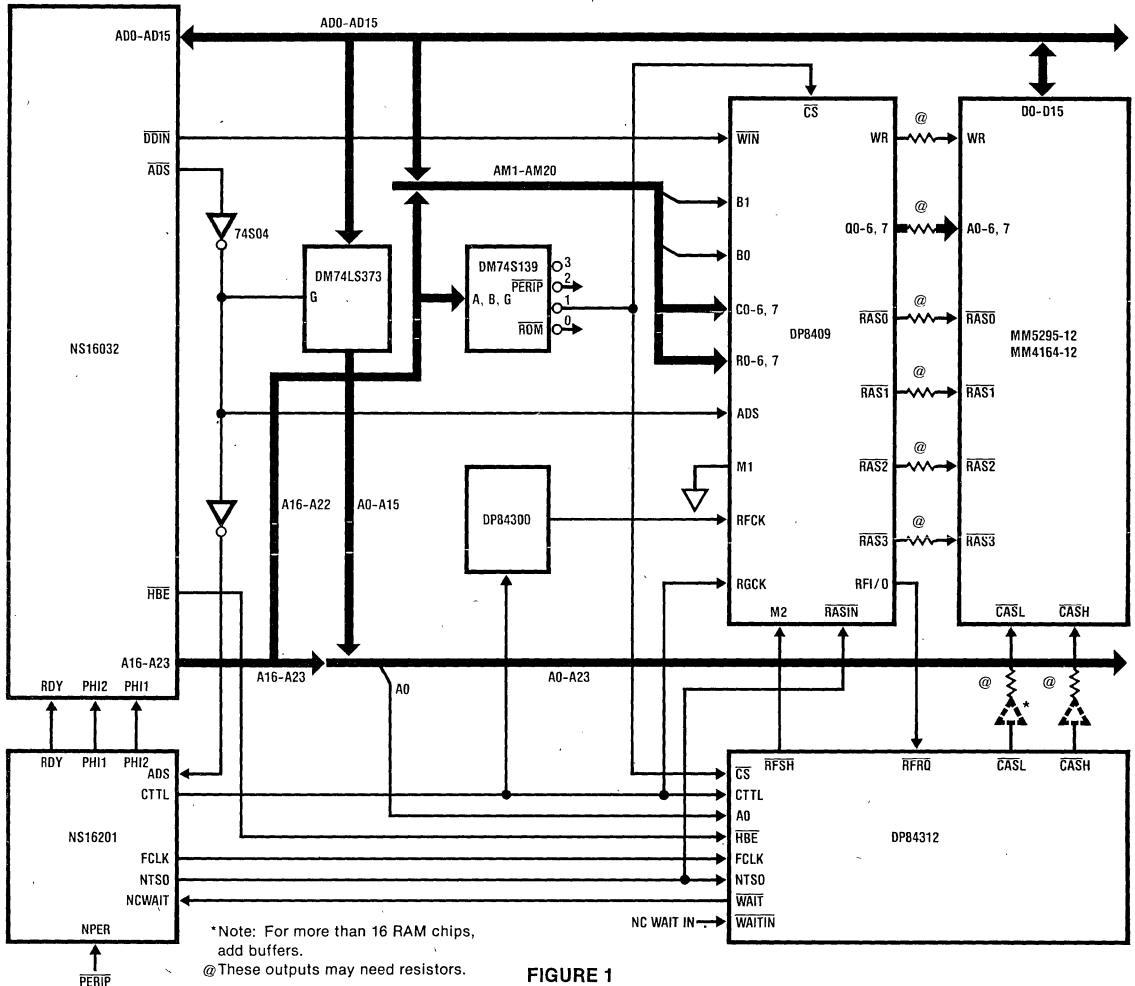 AD0-AD15
AD0-AD15
CS
D0-D15
DDIN
WIN
WR
@
WR
ADS
AM1-AM20
B1
Q0-6, 7
@
A0-6, 7
74S04
B0
DM74LS373
G
DM74S139
A, B, G
3
PERIP
2
1
ROM
0
C0-6, 7
DP8409
RAS0
@
RAS0
NS16032
R0-6, 7
MM5295-12
MM4164-12
RAS1
@
RAS1
ADS
M1
RAS2
@
RAS2
A16-A22
A0-A15
DP84300
RFCK
RAS3
@
RAS3
HBE
RGCK
RFI/O
M2
RASIN
CASL
CASH
A16-A23
A16-A23
A0
A0-A23
@
@
*
RDY
PHI2
PHI1
RDY
PHI1
PHI2
ADS
CTTL
NS16201
FCLK
NTSO
NCWAIT
NPER
PERIP
RFSH
RFRQ
CASL
CASH
CS
CTTL
A0
HBE
FCLK
NTSO
WAIT
NC WAIT IN
WAITIN
DP84312
*Note: For more than 16 RAM chips,
add buffers.
@These outputs may need resistors.
FIGURE 1